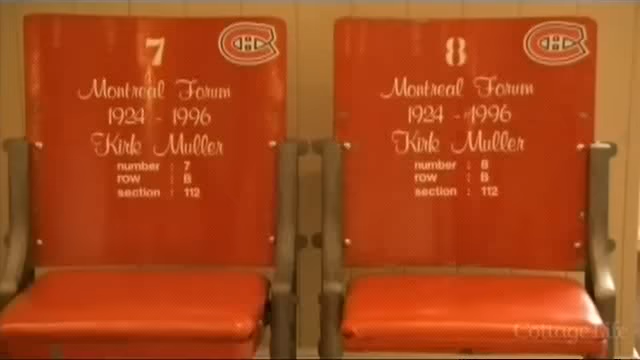 7
Montreal Forum
1924 - 1996
Kirk Muller
number : 7
row : B
section : 112
8
Montreal Forum
1924 - 1996
Kirk Muller
number : 8
row : B
section : 112
Cottage Life